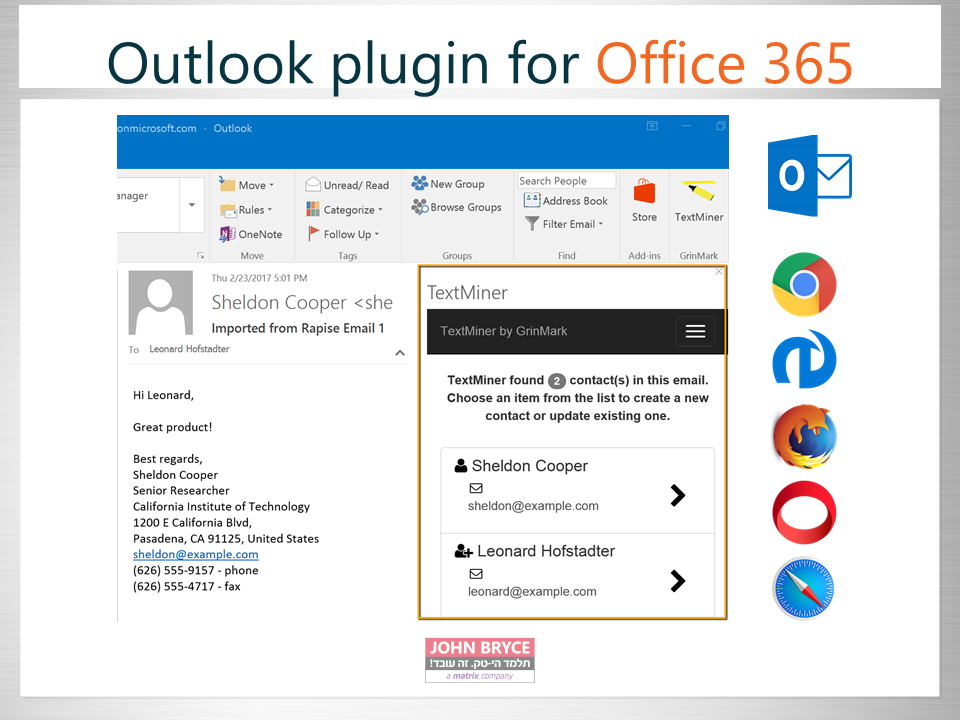 Outlook plugin for Office 365
onmicrosoft.com - Outlook
anager
Move
Rules
OneNote
Move
Unread/ Read
Categorize
Follow Up
Tags
New Group
Browse Groups
Groups
Search People
Address Book
Filter Email
Find
Store
Add-ins
TextMiner
GrinMark
Thu 2/23/2017 5:01 PM
Sheldon Cooper <she
Imported from Rapise Email 1
To Leonard Hofstadter
Hi Leonard,
Great product!
Best regards,
Sheldon Cooper
Senior Researcher
California Institute of Technology
1200 E California Blvd,
Pasadena, CA 91125, United States
sheldon@example.com
(626) 555-9157 - phone
(626) 555-4717 - fax
TextMiner
TextMiner by GrinMark
TextMiner found 2 contact(s) in this email.
Choose an item from the list to create a new
contact or update existing one.
Sheldon Cooper
sheldon@example.com
Leonard Hofstadter
leonard@example.com
JOHN BRYCE
תלמד היי-טק. זה עובד!
a matrix company